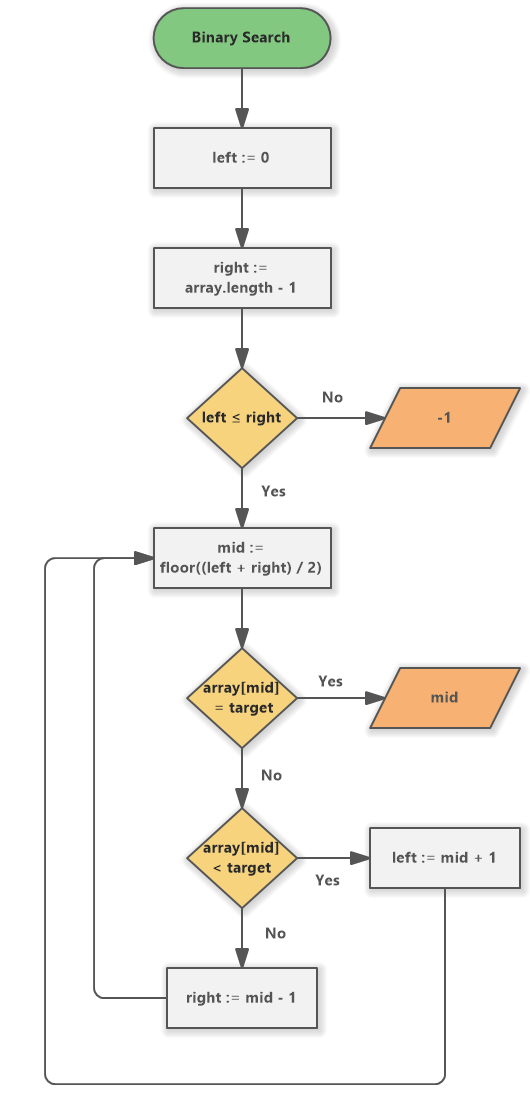 Binary Search
left := 0
right :=
array.length - 1
left ≤ right
No
-1
Yes
mid :=
floor((left + right) / 2)
array[mid]
= target
Yes
mid
No
array[mid]
< target
Yes
left := mid + 1
No
right := mid - 1